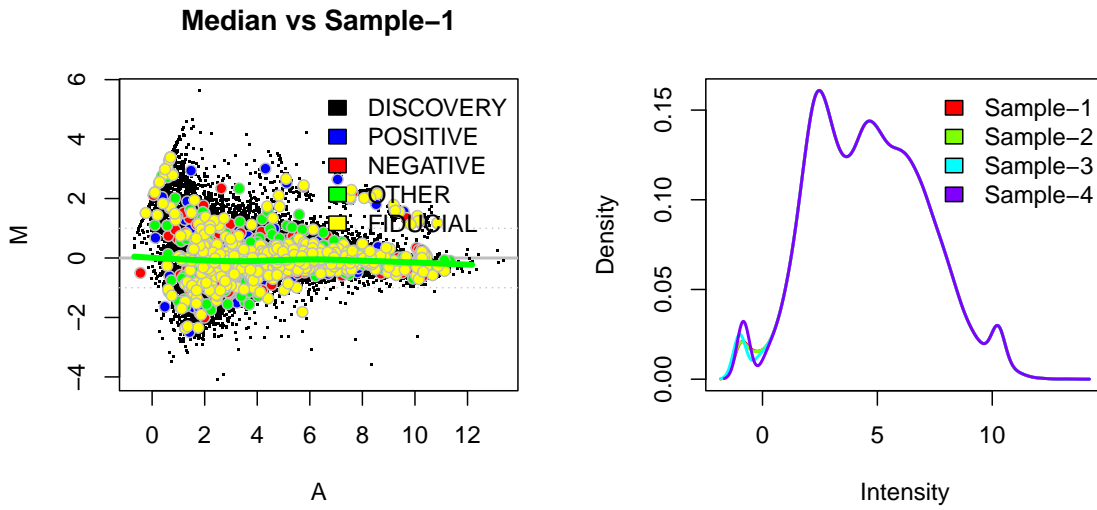 Median vs Sample−1
M
6
4
2
0
−2
−4
DISCOVERY
POSITIVE
NEGATIVE
OTHER
FIDUCIAL
0 2 4 6 8 10 12
A
Density
0.15
0.10
0.05
0.00
Sample−1
Sample−2
Sample−3
Sample−4
0 5 10
Intensity